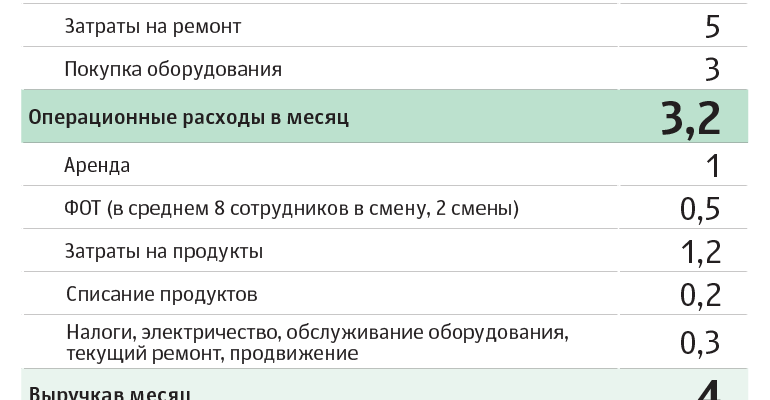 Затраты на ремонт 5
Покупка оборудования 3
Операционные расходы в месяц 3,2
Аренда 1
ФОТ (в среднем 8 сотрудников в смену, 2 смены) 0,5
Затраты на продукты 1,2
Списание продуктов 0,2
Налоги, электричество, обслуживание оборудования,
текущий ремонт, продвижение 0,3
Выручкав месяц 4